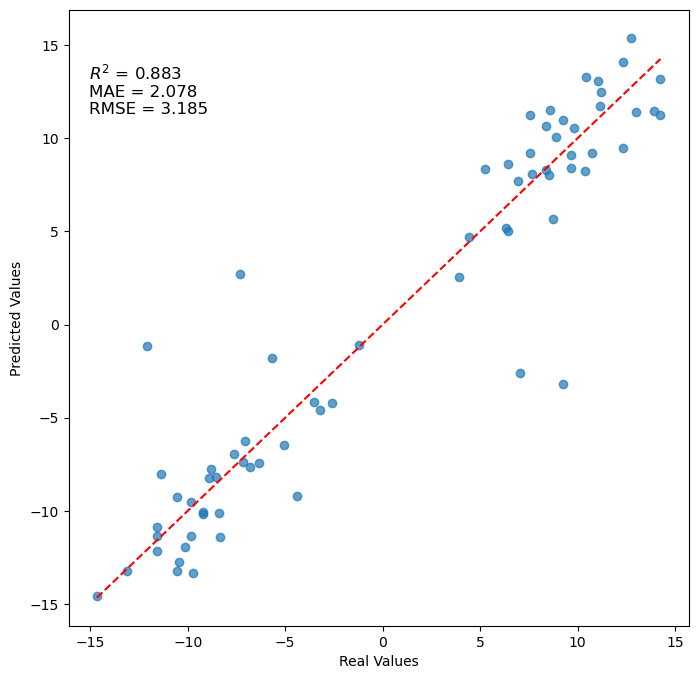 R² = 0.883
MAE = 2.078
RMSE = 3.185
15
10
5
0
−5
−10
−15
Predicted Values
−15 −10 −5 0 5 10 15
Real Values